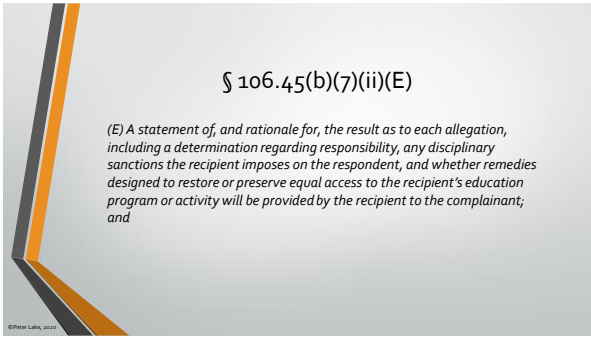 § 106.45(b)(7)(ii)(E)
(E) A statement of, and rationale for, the result as to each allegation,
including a determination regarding responsibility, any disciplinary
sanctions the recipient imposes on the respondent, and whether remedies
designed to restore or preserve equal access to the recipient's education
program or activity will be provided by the recipient to the complainant;
and
©Peter Lake, 2020